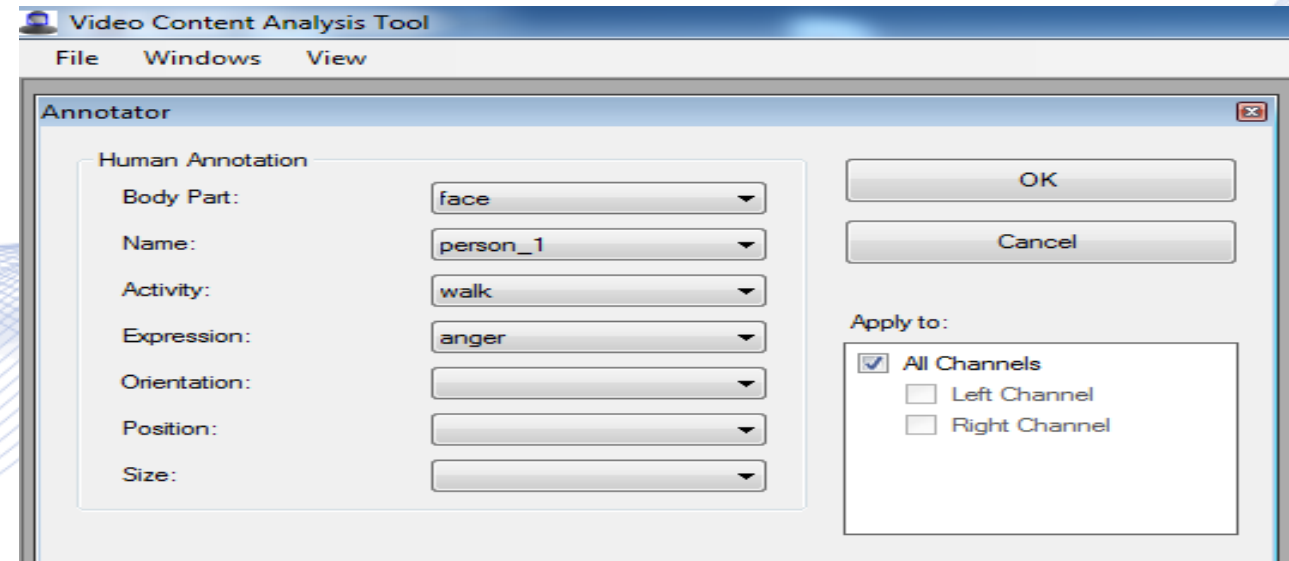 Video Content Analysis Tool
File Windows View
Annotator
Human Annotation
Body Part: face
Name: person_1
Activity: walk
Expression: anger
Orientation:
Position:
Size:
OK
Cancel
Apply to:
All Channels
Left Channel
Right Channel